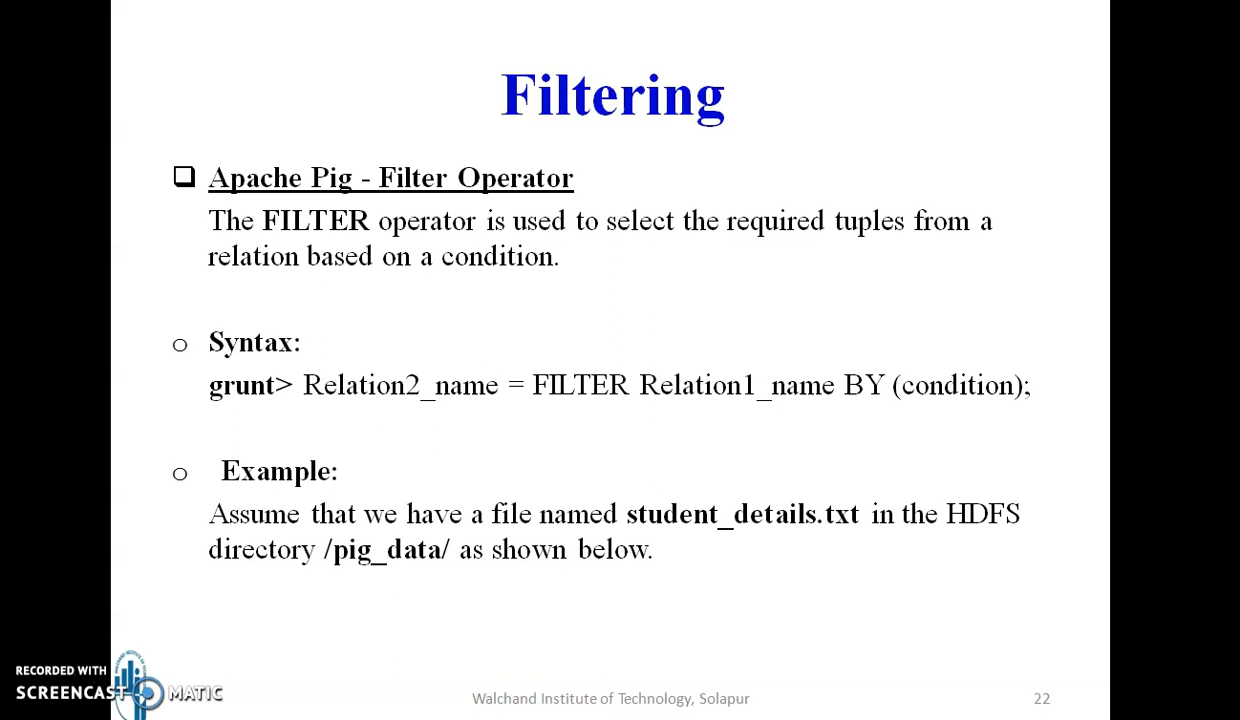 Filtering
Apache Pig - Filter Operator
The FILTER operator is used to select the required tuples from a
relation based on a condition.
Syntax:
grunt> Relation2_name = FILTER Relation1_name BY (condition);
Example:
Assume that we have a file named student_details.txt in the HDFS
directory /pig_data/ as shown below.
RECORDED WITH
SCREENCAST MATIC
Walchand Institute of Technology, Solapur
22